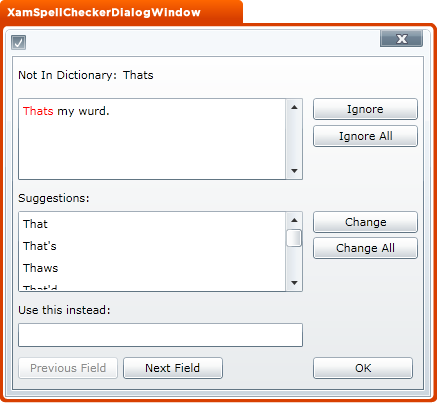 XamSpellCheckerDialogWindow
Not In Dictionary: Thats
Thats my wurd.
Ignore
Ignore All
Suggestions:
That
That's
Thaws
That'd
Change
Change All
Use this instead:
Previous Field
Next Field
OK